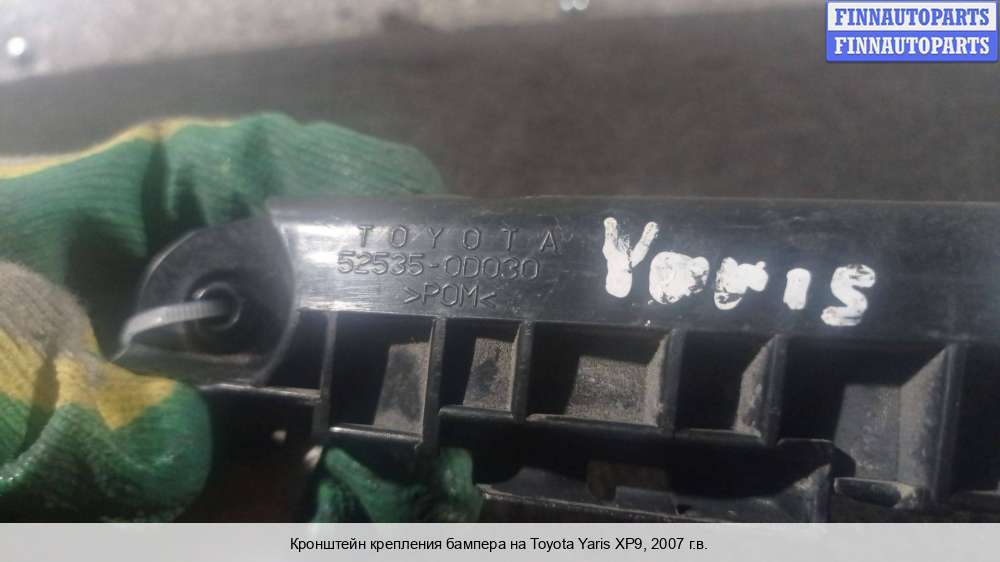 FINNAUTOPARTS
FINNAUTOPARTS
TOYOTA
52535-0D030
>POM<
Yaris
Кронштейн крепления бампера на Toyota Yaris XP9, 2007 г.в.